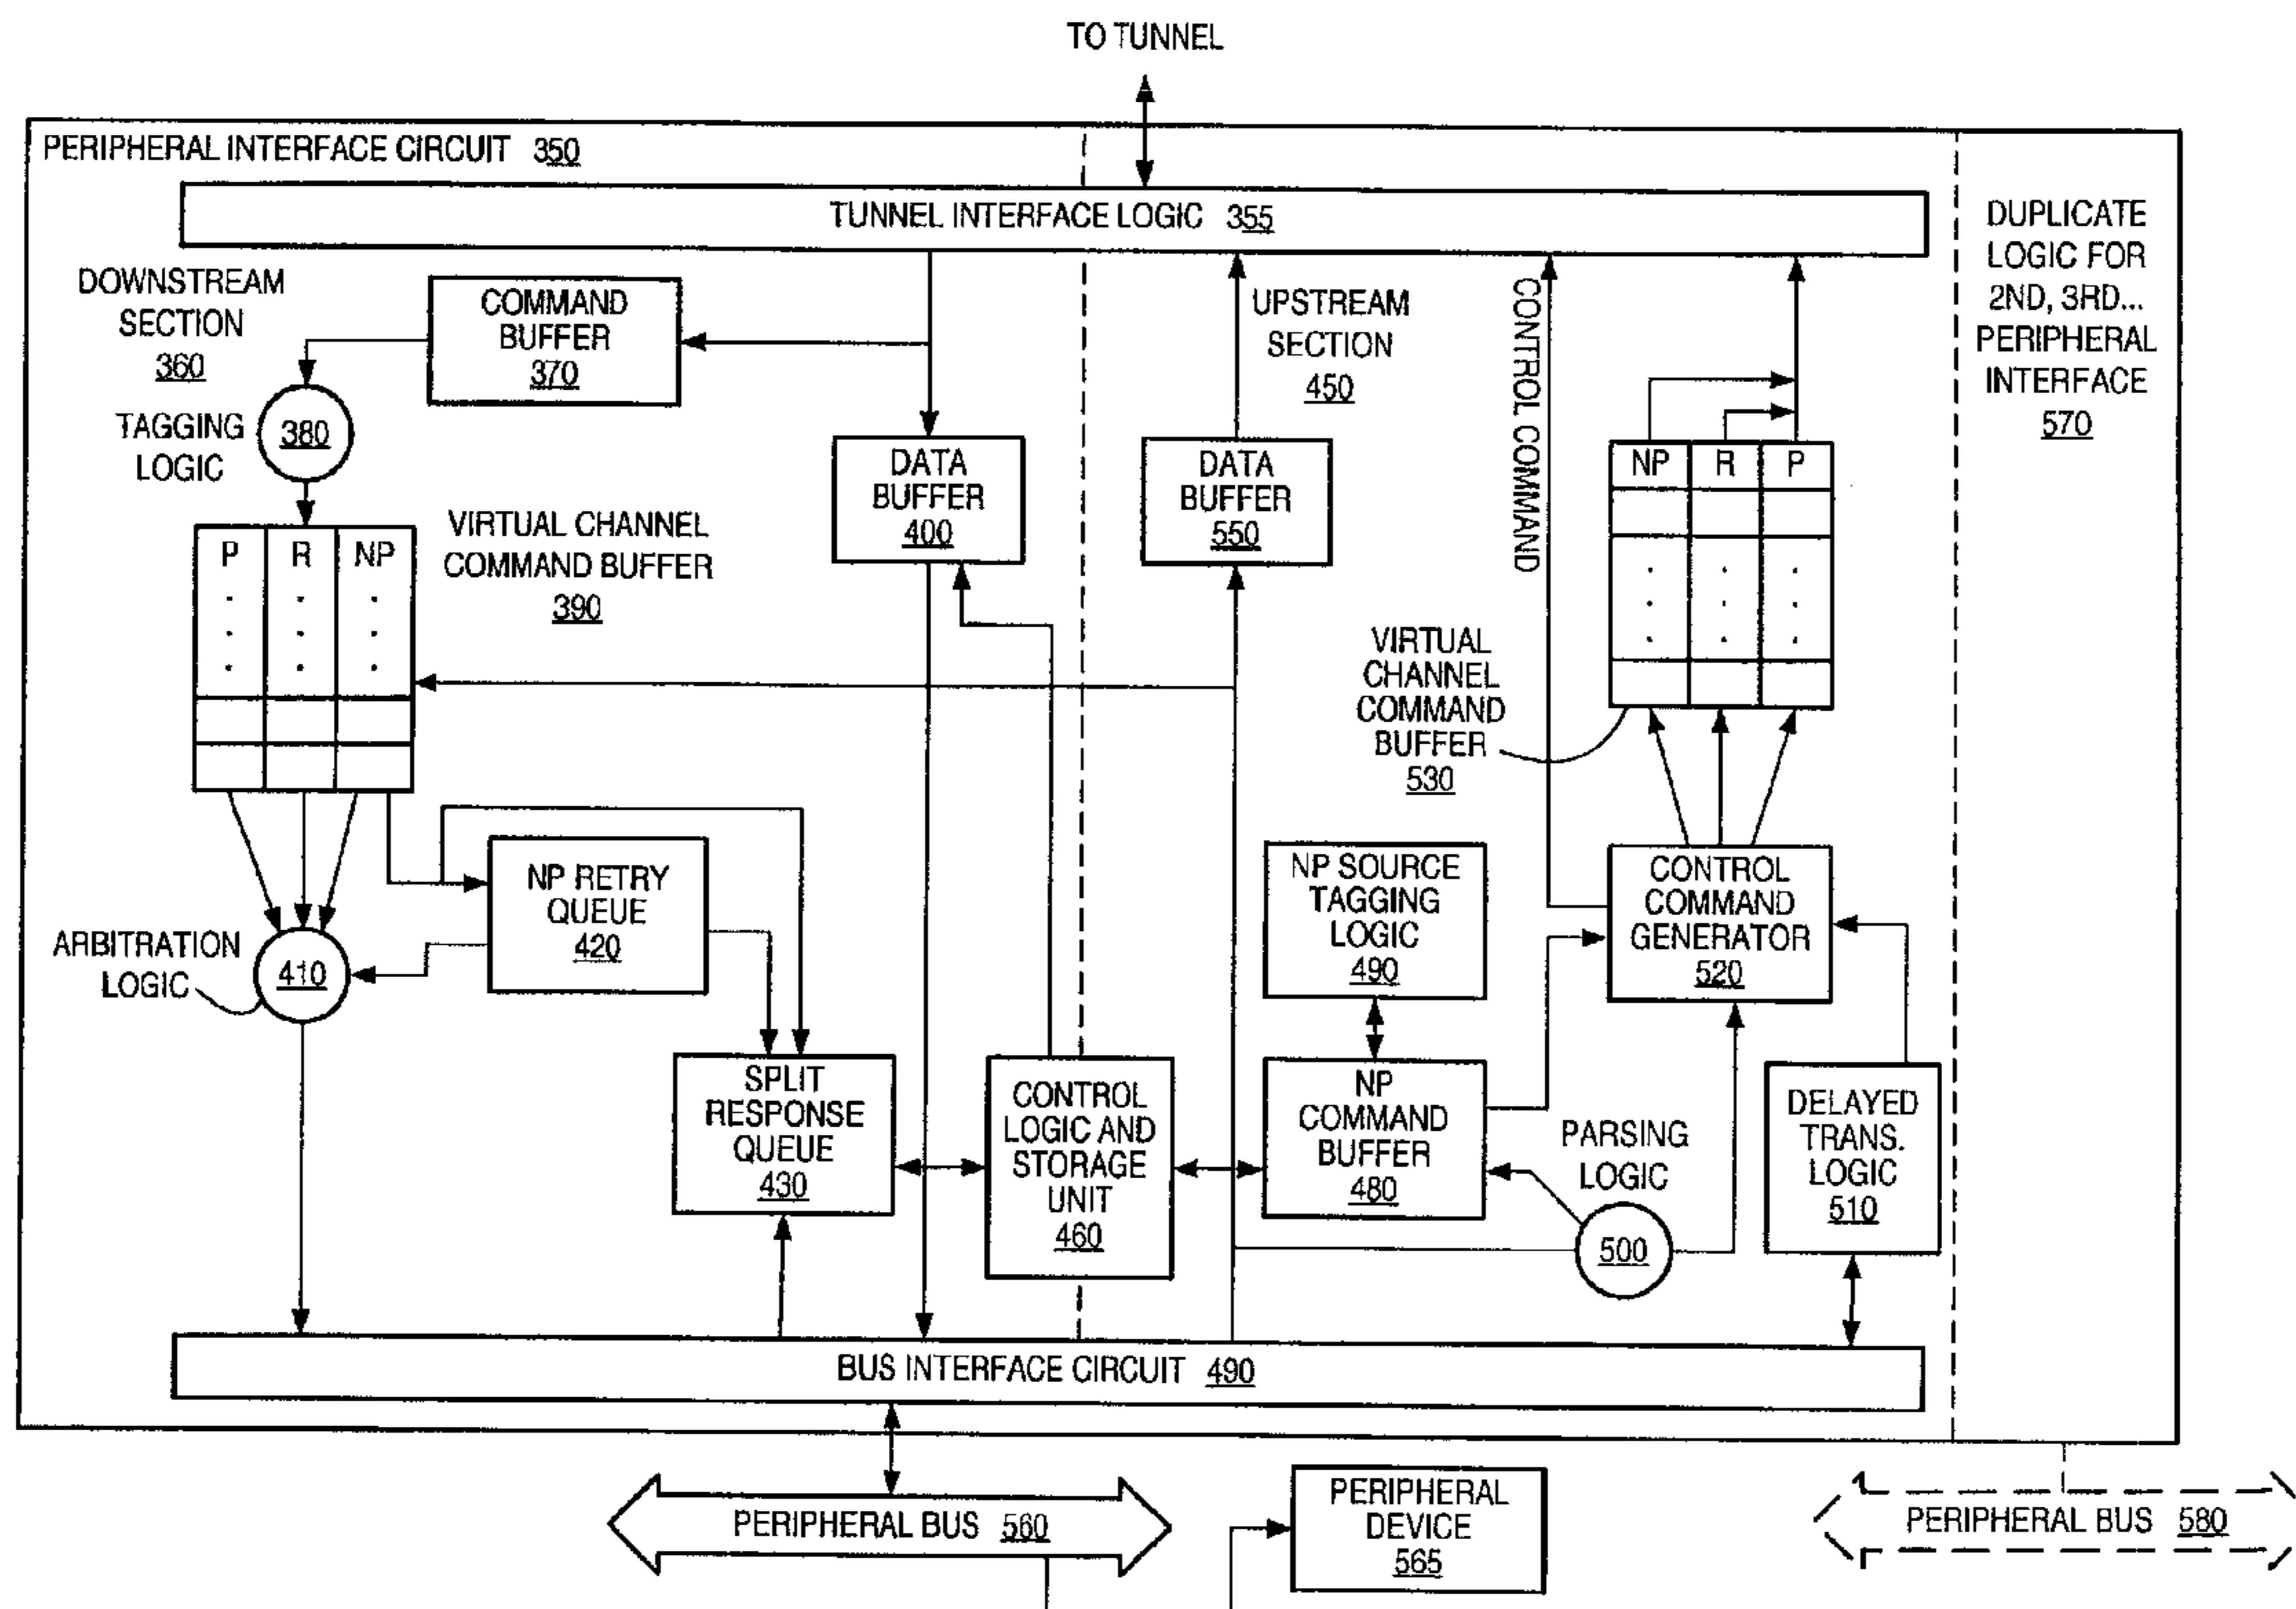 TO TUNNEL
PERIPHERAL INTERFACE CIRCUIT 350
TUNNEL INTERFACE LOGIC 355
DUPLICATE
LOGIC FOR
2ND, 3RD...
PERIPHERAL
INTERFACE
570
DOWNSTREAM
SECTION
360
COMMAND
BUFFER
370
UPSTREAM
SECTION
450
CONTROL COMMAND
TAGGING
LOGIC
380
DATA
BUFFER
400
DATA
BUFFER
550
NP R P
P R NP
VIRTUAL CHANNEL
COMMAND BUFFER
390
VIRTUAL
CHANNEL
COMMAND
BUFFER
530
NP RETRY
QUEUE
420
NP SOURCE
TAGGING
LOGIC
490
CONTROL
COMMAND
GENERATOR
520
ARBITRATION
LOGIC
410
SPLIT
RESPONSE
QUEUE
430
CONTROL
LOGIC AND
STORAGE
UNIT
460
NP
COMMAND
BUFFER
480
PARSING
LOGIC
500
DELAYED
TRANS.
LOGIC
510
BUS INTERFACE CIRCUIT 490
PERIPHERAL BUS 560
PERIPHERAL
DEVICE
565
PERIPHERAL BUS 580